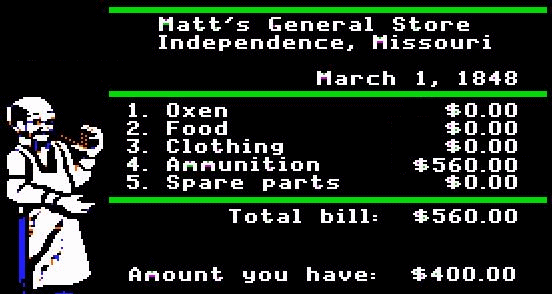 Matt's General Store
Independence, Missouri
March 1, 1848
1. Oxen $0.00
2. Food $0.00
3. Clothing $0.00
4. Ammunition $560.00
5. Spare parts $0.00
Total bill: $560.00
Amount you have: $400.00